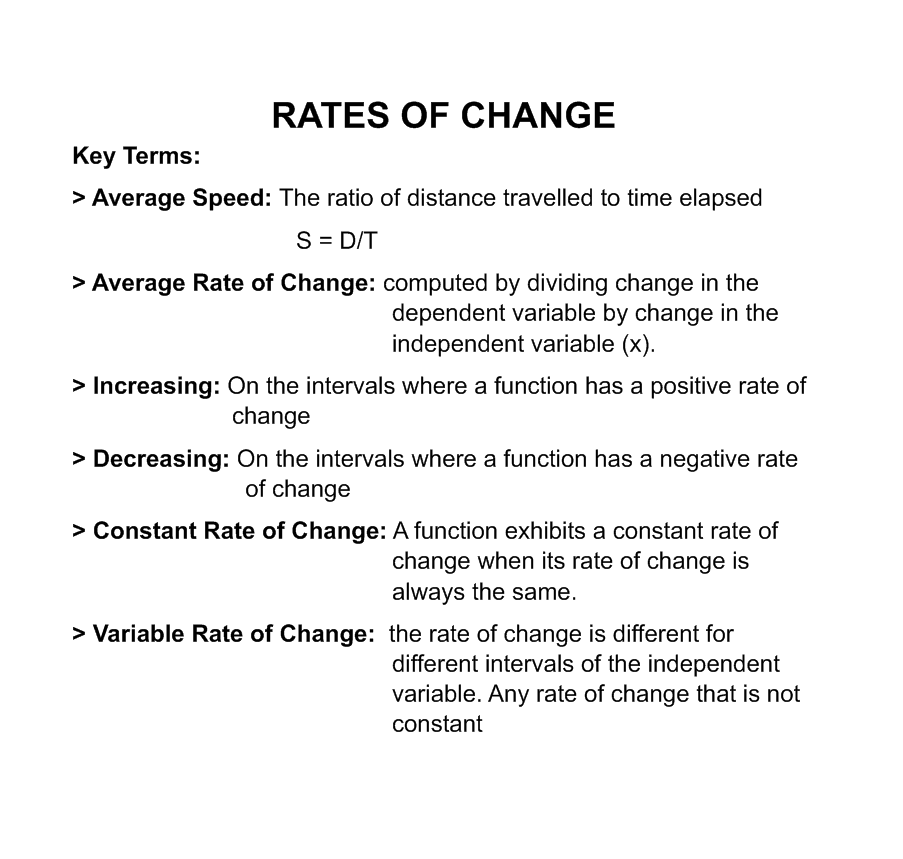 RATES OF CHANGE
Key Terms:
> Average Speed: The ratio of distance travelled to time elapsed
S = D/T
> Average Rate of Change: computed by dividing change in the
dependent variable by change in the
independent variable (x).
> Increasing: On the intervals where a function has a positive rate of
change
> Decreasing: On the intervals where a function has a negative rate
of change
> Constant Rate of Change: A function exhibits a constant rate of
change when its rate of change is
always the same.
> Variable Rate of Change: the rate of change is different for
different intervals of the independent
variable. Any rate of change that is not
constant